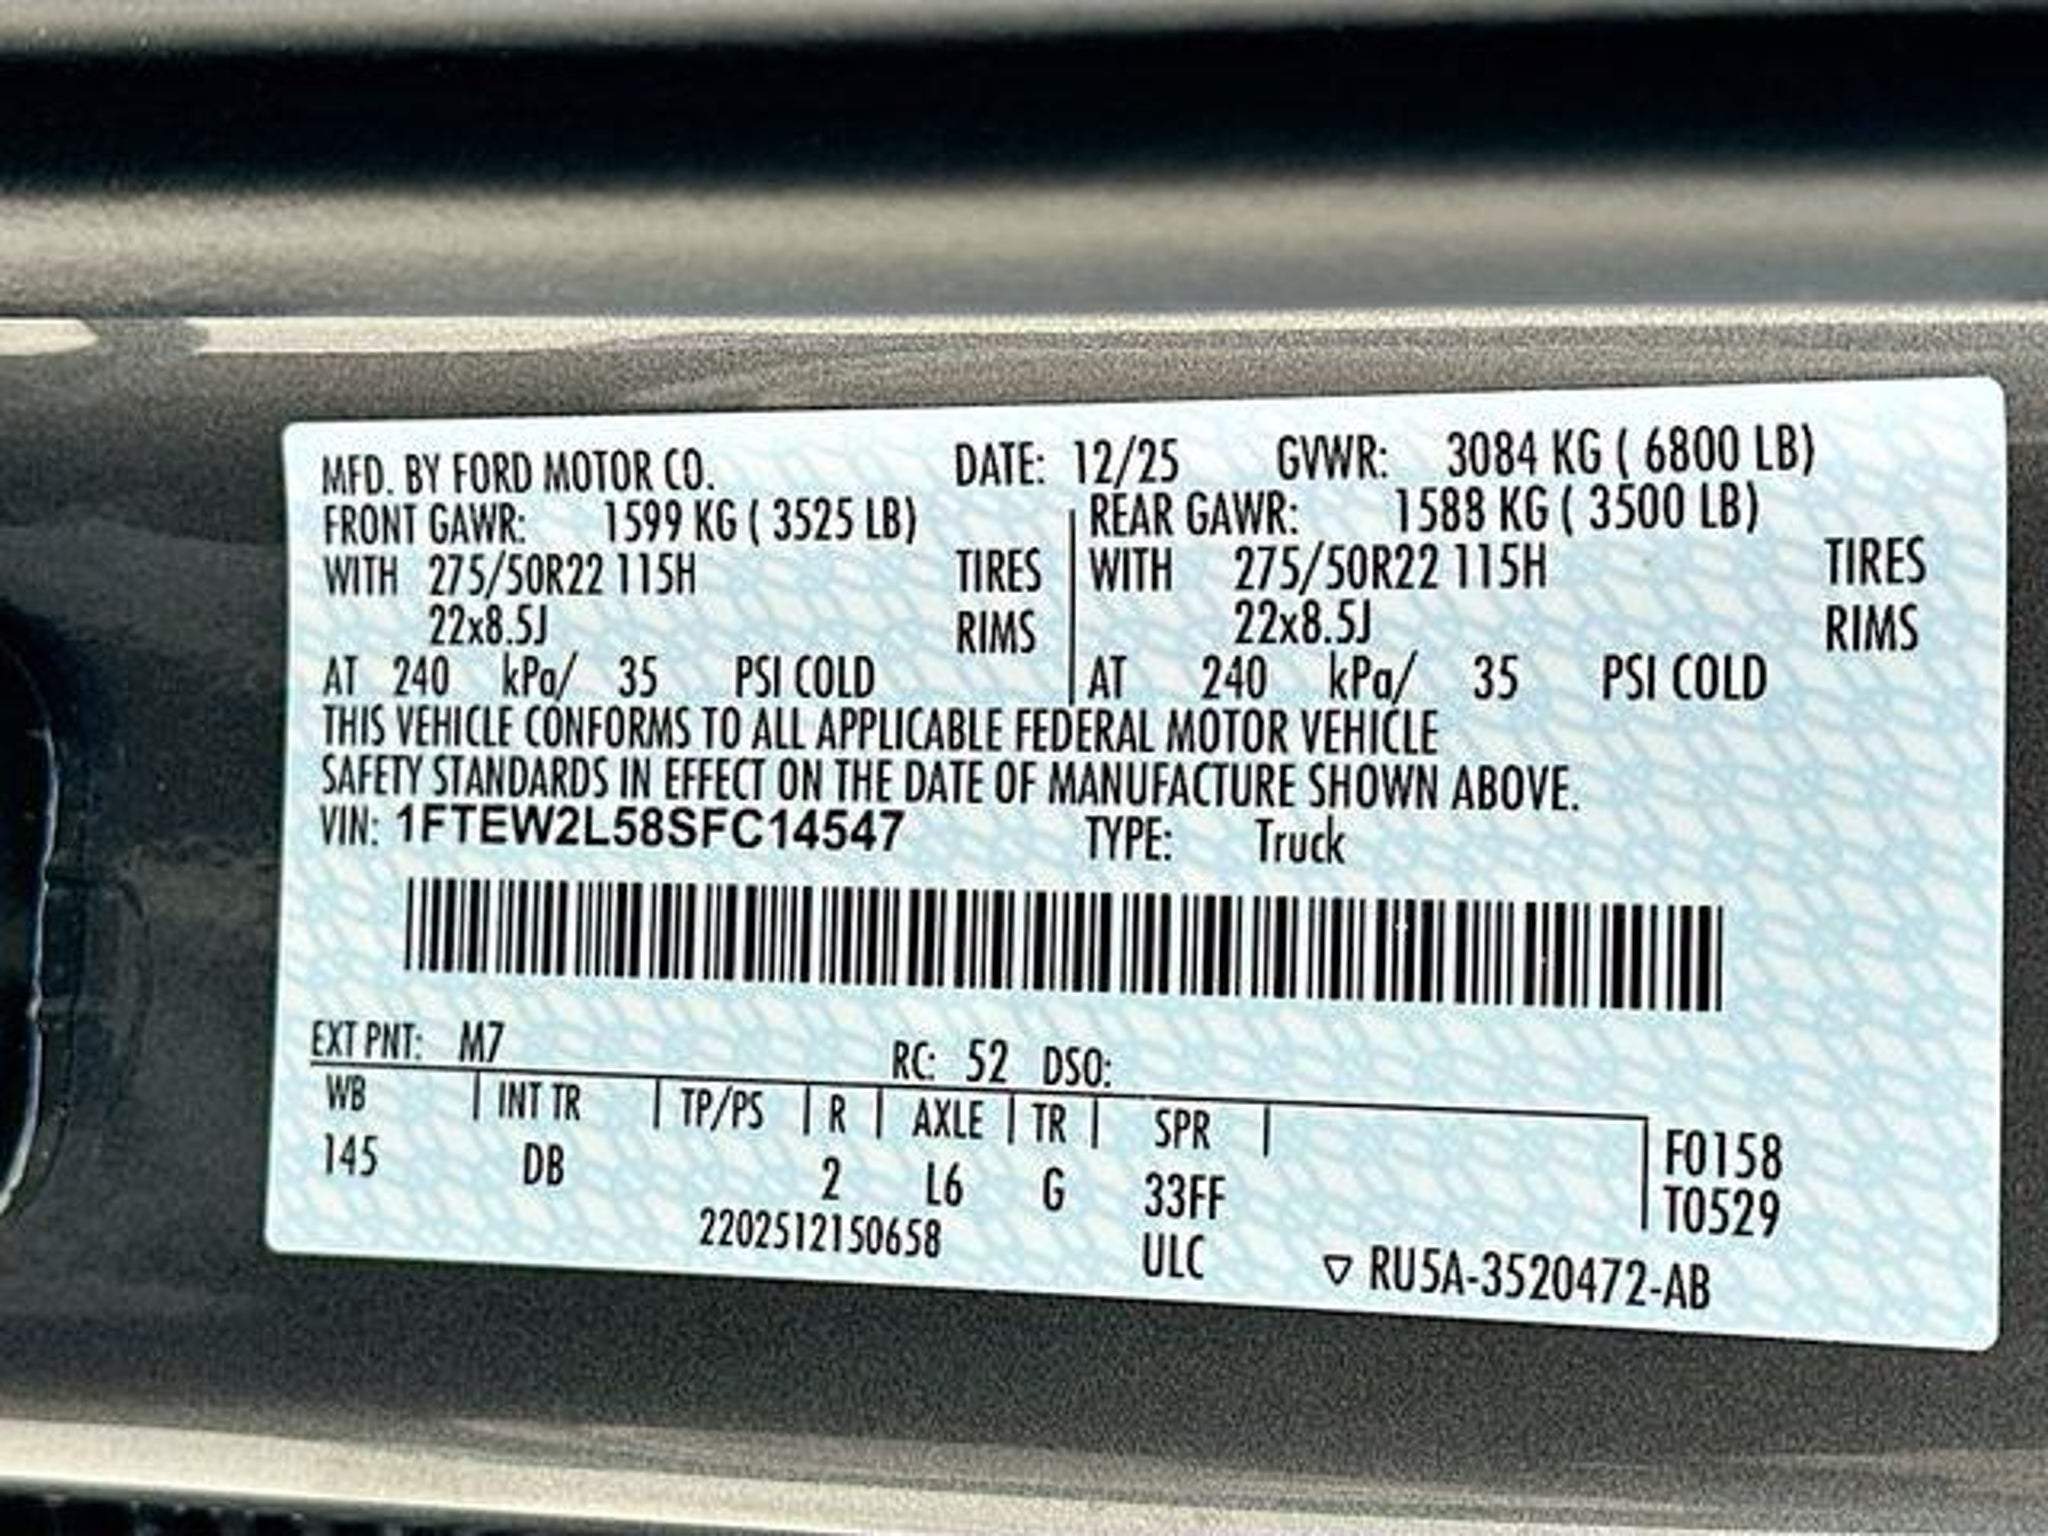 MFD. BY FORD MOTOR CO. DATE: 12/25 GVWR: 3084 KG ( 6800 LB)
FRONT GAWR: 1599 KG ( 3525 LB) REAR GAWR: 1588 KG ( 3500 LB)
WITH 275/50R22 115H TIRES WITH 275/50R22 115H TIRES
22x8.5J RIMS 22x8.5J RIMS
AT 240 kPa/ 35 PSI COLD AT 240 kPa/ 35 PSI COLD
THIS VEHICLE CONFORMS TO ALL APPLICABLE FEDERAL MOTOR VEHICLE
SAFETY STANDARDS IN EFFECT ON THE DATE OF MANUFACTURE SHOWN ABOVE.
VIN: 1FTEW2L58SFC14547 TYPE: Truck
EXT PNT: M7 RC: 52 DSO:
WB INT TR TP/PS R AXLE TR SPR F0158
145 DB 2 L6 G 33FF T0529
2202512150658 ULC ▽ RU5A-3520472-AB